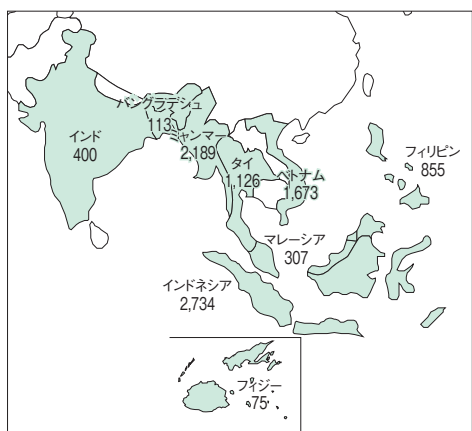 バングラデシュ
113
インド
400
ミャンマー
2,189
タイ
1,126
ベトナム
1,673
フィリピン
855
マレーシア
307
インドネシア
2,734
フィジー
75